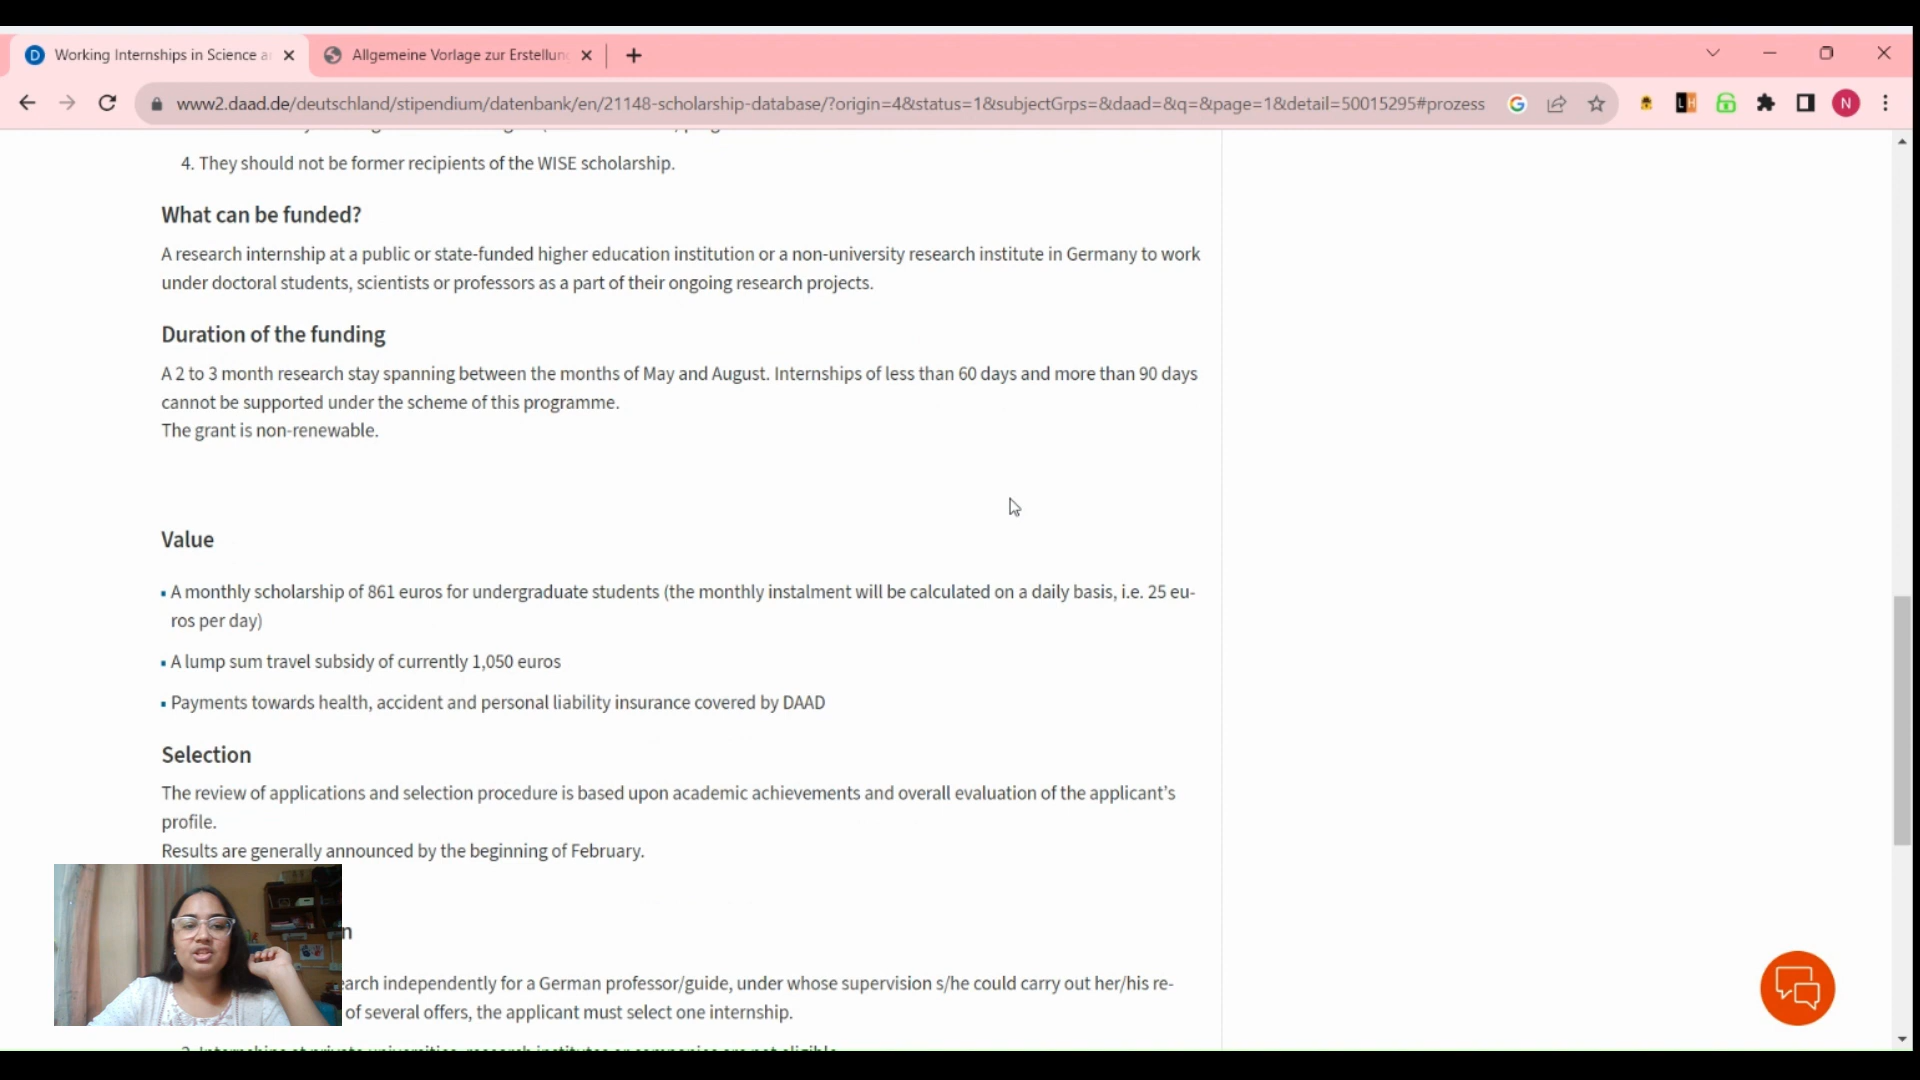 D Working Internships in Science a
Allgemeine Vorlage zur Erstellun
www2.daad.de/deutschland/stipendium/datenbank/en/21148-scholarship-database/?origin=4&status=1&subjectGrps=&daad=&q=&page=1&detail=50015295#prozess
N
4. They should not be former recipients of the WISE scholarship.
What can be funded?
A research internship at a public or state-funded higher education institution or a non-university research institute in Germany to work
under doctoral students, scientists or professors as a part of their ongoing research projects.
Duration of the funding
A 2 to 3 month research stay spanning between the months of May and August. Internships of less than 60 days and more than 90 days
cannot be supported under the scheme of this programme.
The grant is non-renewable.
Value
▪ A monthly scholarship of 861 euros for undergraduate students (the monthly instalment will be calculated on a daily basis, i.e. 25 eu-
ros per day)
▪ A lump sum travel subsidy of currently 1,050 euros
▪ Payments towards health, accident and personal liability insurance covered by DAAD
Selection
The review of applications and selection procedure is based upon academic achievements and overall evaluation of the applicant's
profile.
Results are generally announced by the beginning of February.
n
earch independently for a German professor/guide, under whose supervision s/he could carry out her/his re-
of several offers, the applicant must select one internship.